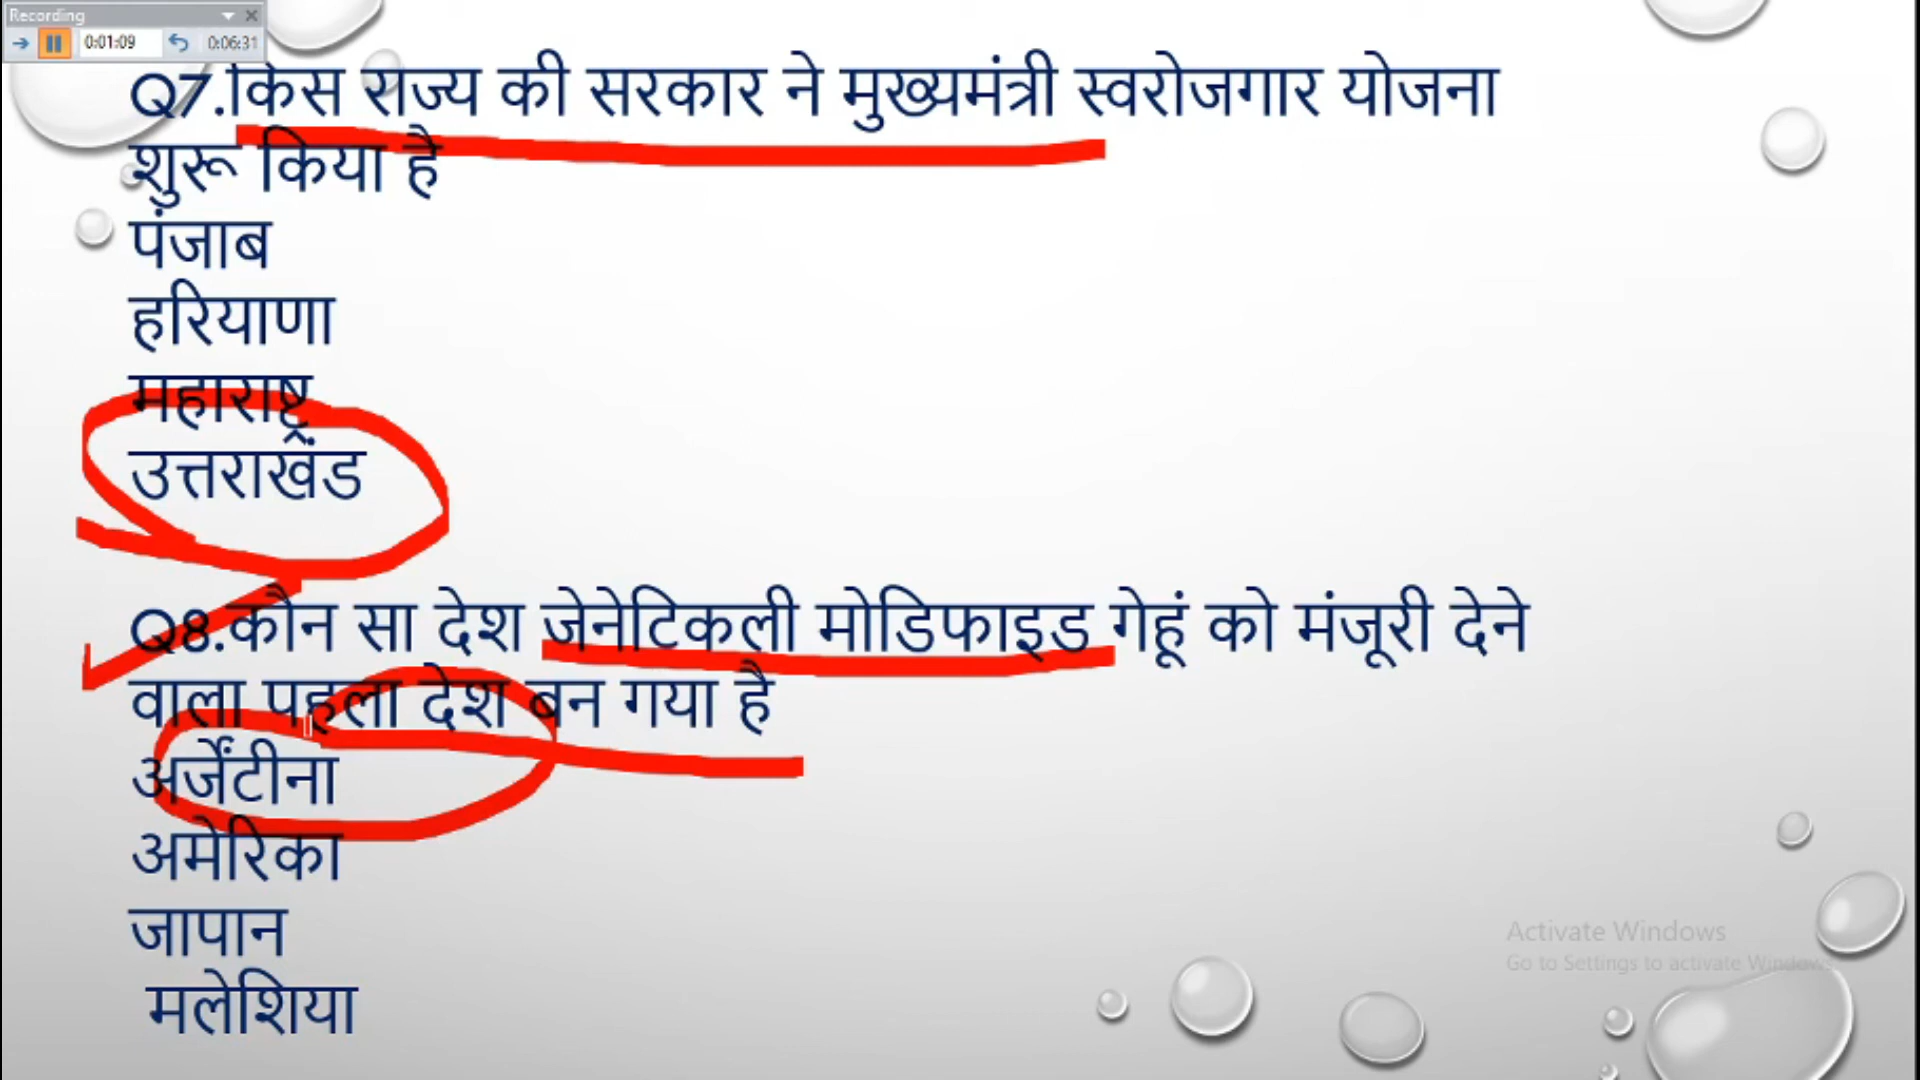 Recording
0:01:09 0:06:31
Q7.किस राज्य की सरकार ने मुख्यमंत्री स्वरोजगार योजना
शुरू किया है
पंजाब
हरियाणा
महाराष्ट्र
उत्तराखंड
Q8.कौन सा देश जेनेटिकली मोडिफाइड गेहूं को मंजूरी देने
वाला पहला देश बन गया है
अर्जेंटीना
अमेरिका
जापान
मलेशिया
Activate Windows
Go to Settings to activate Windows.